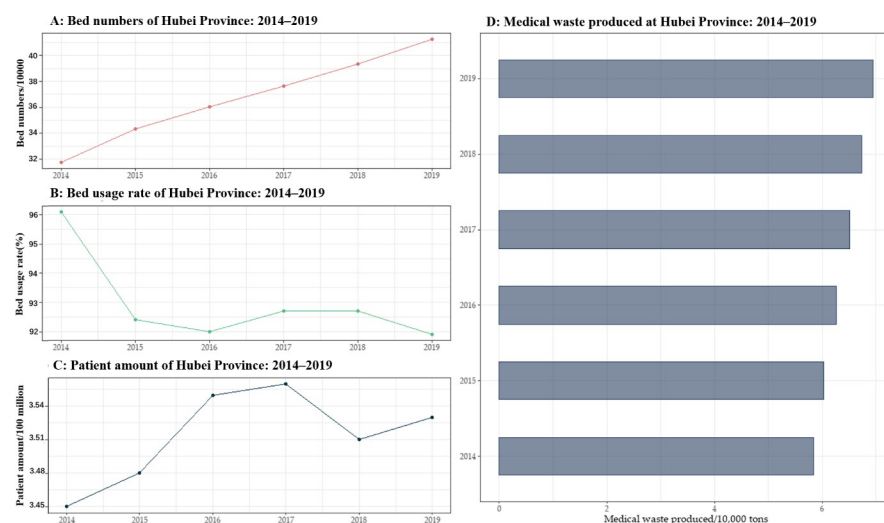 A: Bed numbers of Hubei Province: 2014–2019
Bed numbers/10000
40
38
36
34
32
2014 2015 2016 2017 2018 2019
B: Bed usage rate of Hubei Province: 2014–2019
Bed usage rate(%)
96
95
94
93
92
2014 2015 2016 2017 2018 2019
C: Patient amount of Hubei Province: 2014–2019
Patient amount/100 million
3.54
3.51
3.48
3.45
2014 2015 2016 2017 2018 2019
D: Medical waste produced at Hubei Province: 2014–2019
2019
2018
2017
2016
2015
2014
0 2 4 6
Medical waste produced/10,000 tons